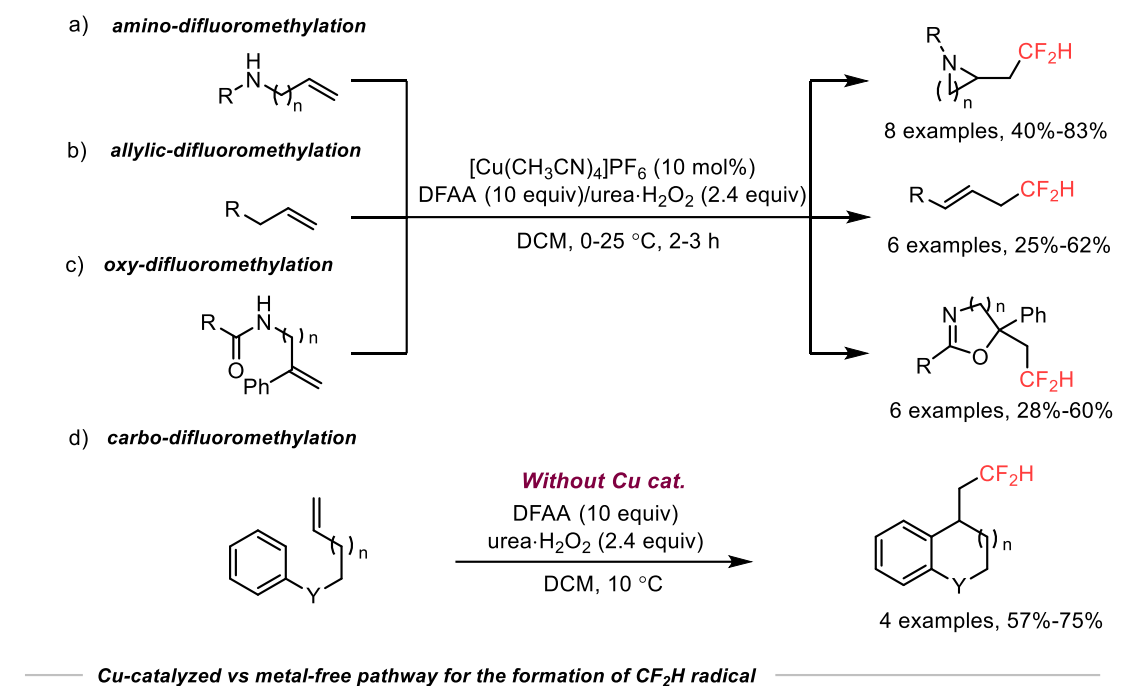 a) amino-difluoromethylation
H
N
R
( )n
R
N
( )n
CF2H
8 examples, 40%-83%
b) allylic-difluoromethylation
R
[Cu(CH3CN)4]PF6 (10 mol%)
DFAA (10 equiv)/urea·H2O2 (2.4 equiv)
DCM, 0-25 °C, 2-3 h
R
CF2H
6 examples, 25%-62%
c) oxy-difluoromethylation
H
R
N
( )n
O
Ph
N
( )n
Ph
O
R
CF2H
6 examples, 28%-60%
d) carbo-difluoromethylation
( )n
Y
Without Cu cat.
DFAA (10 equiv)
urea·H2O2 (2.4 equiv)
DCM, 10 °C
CF2H
( )n
Y
4 examples, 57%-75%
Cu-catalyzed vs metal-free pathway for the formation of CF2H radical